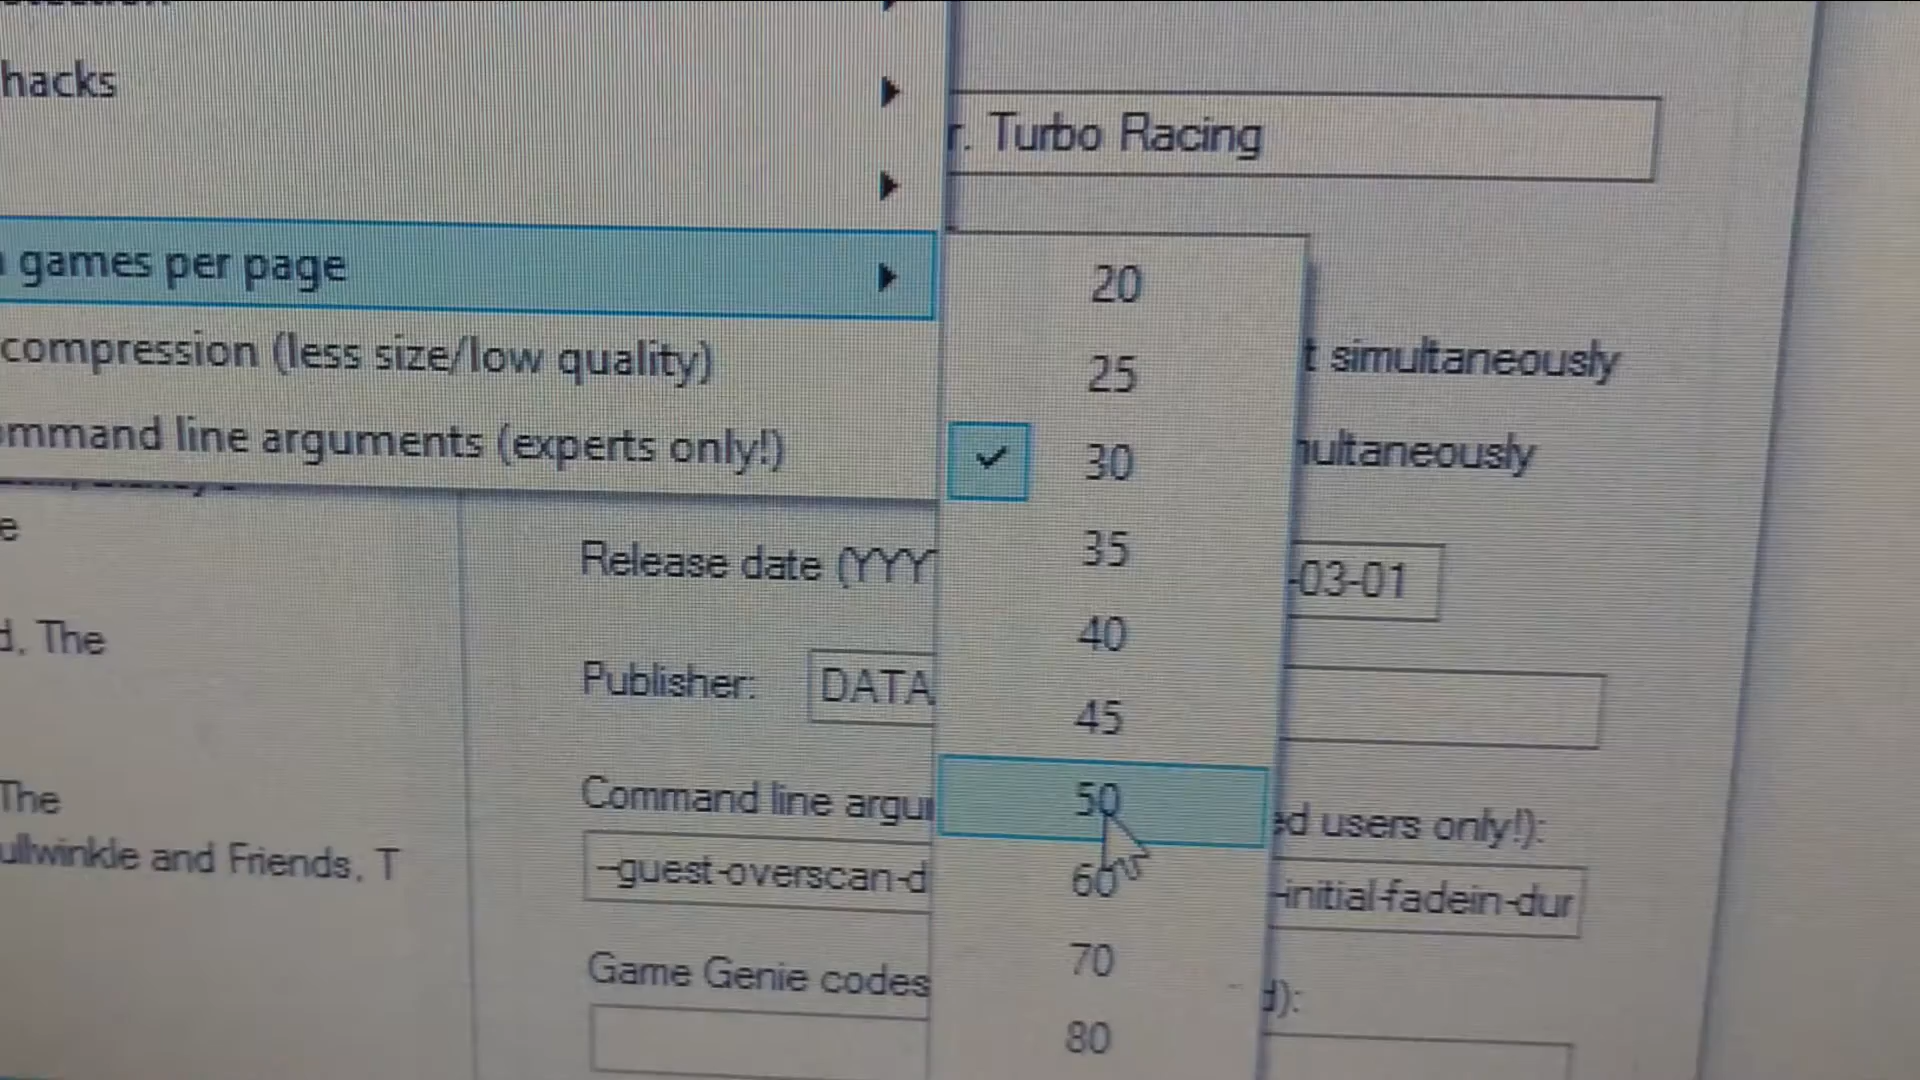 hacks
r. Turbo Racing
games per page
20
compression (less size/low quality)
25
t simultaneously
ommand line arguments (experts only!)
30
ultaneously
e
35
Release date (YYY
-03-01
d, The
40
Publisher:
DATA
45
The
Command line argu
50
ed users only!):
ullwinkle and Friends, T
--guest-overscan-d
60
-initial-fadein-dur
Game Genie codes
70
d):
80